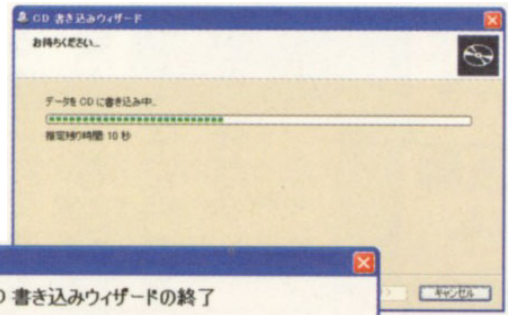 CD 書き込みウィザード
お待ちください...
データを CD に書き込み中...
推定残り時間: 10 秒
キャンセル
書き込みウィザードの終了